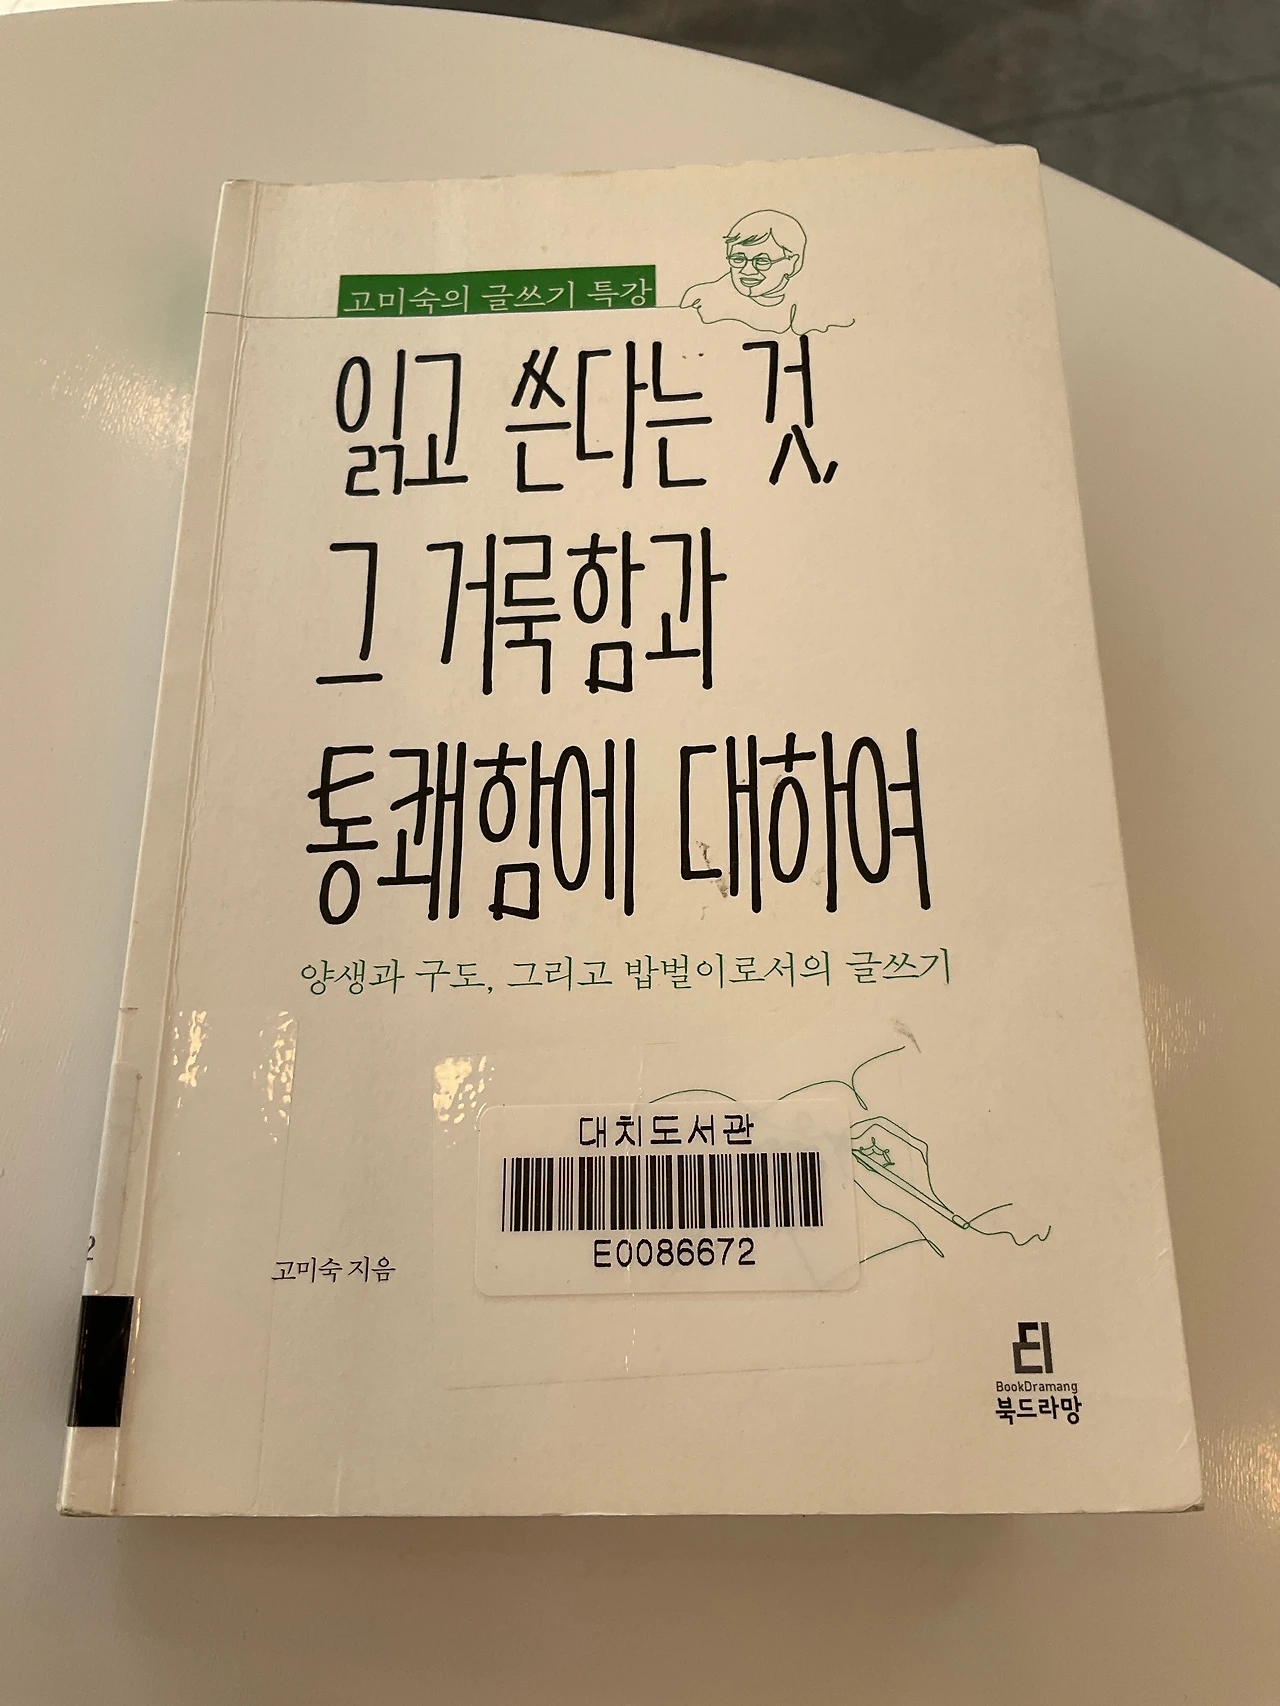 고미숙의 글쓰기 특강
읽고 쓴다는 것,
그 거룩함과
통쾌함에 대하여
양생과 구도, 그리고 밥벌이로서의 글쓰기
대치도서관
E0086672
2
고미숙 지음
BookDramang
북드라망